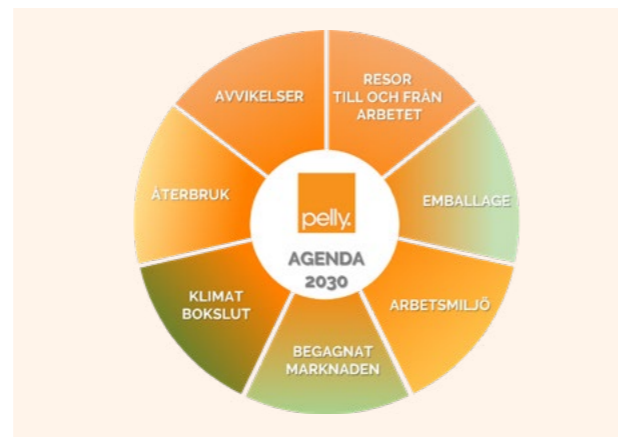 AVVIKELSER
RESOR
TILL OCH FRÅN
ARBETET
EMBALLAGE
ARBETSMILJÖ
BEGAGNAT
MARKNADEN
KLIMAT
BOKSLUT
ÅTERBRUK
pelly.
AGENDA
2030